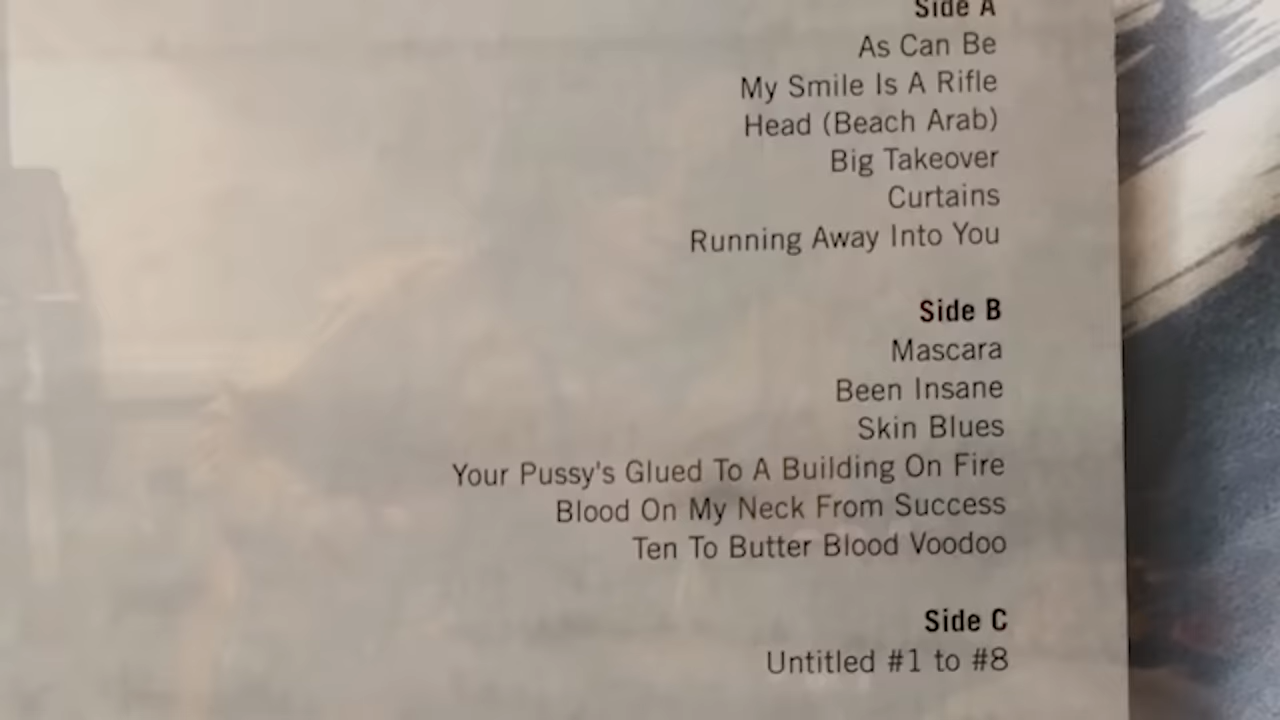 Side A
As Can Be
My Smile Is A Rifle
Head (Beach Arab)
Big Takeover
Curtains
Running Away Into You
Side B
Mascara
Been Insane
Skin Blues
Your Pussy's Glued To A Building On Fire
Blood On My Neck From Success
Ten To Butter Blood Voodoo
Side C
Untitled #1 to #8